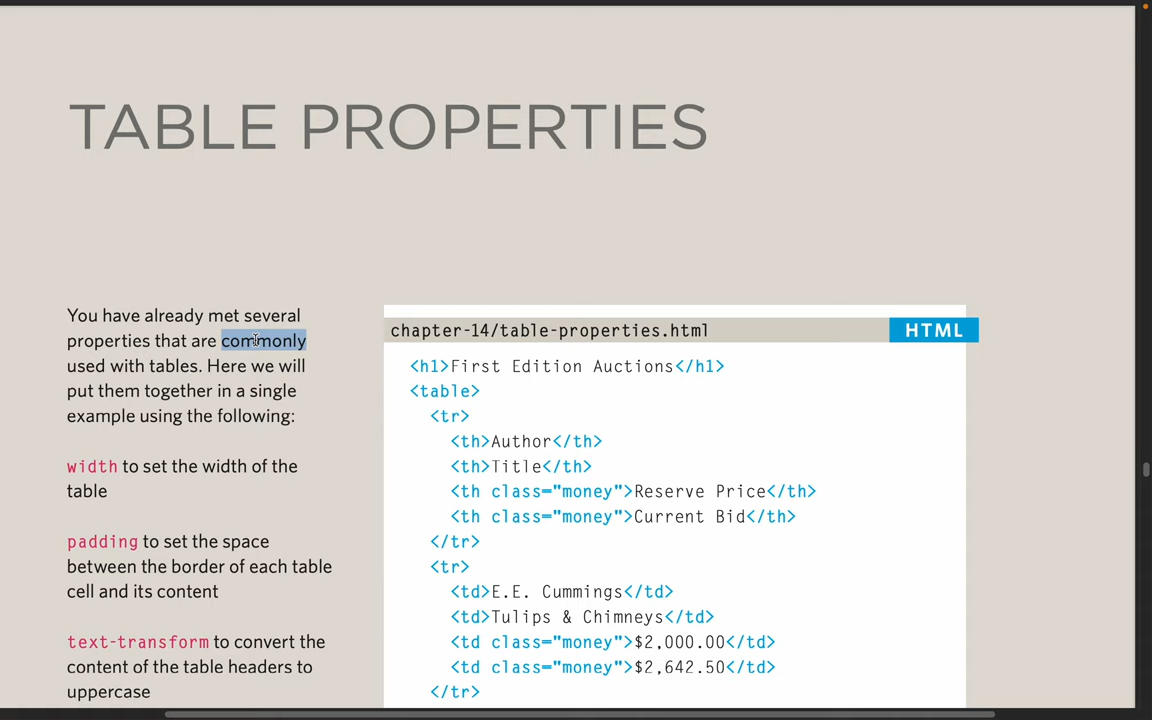 TABLE PROPERTIES
You have already met several
properties that are commonly
used with tables. Here we will
put them together in a single
example using the following:
width to set the width of the
table
padding to set the space
between the border of each table
cell and its content
text-transform to convert the
content of the table headers to
uppercase
chapter-14/table-properties.html HTML
<h1>First Edition Auctions</h1>
<table>
<tr>
<th>Author</th>
<th>Title</th>
<th class="money">Reserve Price</th>
<th class="money">Current Bid</th>
</tr>
<tr>
<td>E.E. Cummings</td>
<td>Tulips & Chimneys</td>
<td class="money">$2,000.00</td>
<td class="money">$2,642.50</td>
</tr>